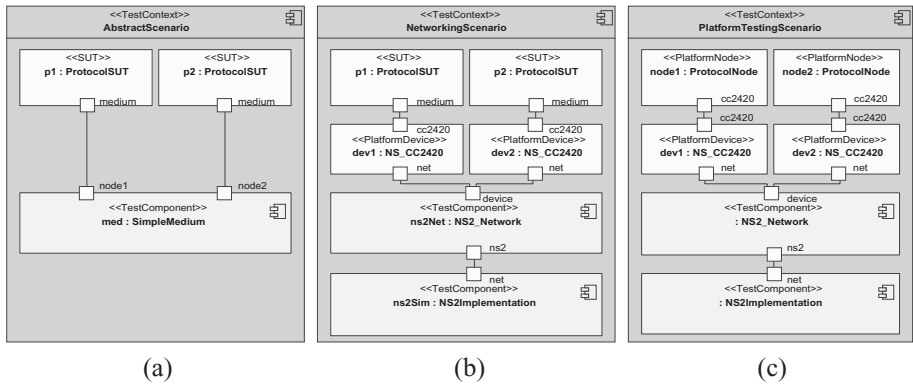 <<TestContext>>
AbstractScenario
<<SUT>>
p1 : ProtocolSUT
<<SUT>>
p2 : ProtocolSUT
medium
medium
node1
node2
<<TestComponent>>
med : SimpleMedium
(a)
<<TestContext>>
NetworkingScenario
<<SUT>>
p1 : ProtocolSUT
<<SUT>>
p2 : ProtocolSUT
medium
medium
cc2420
cc2420
<<PlatformDevice>>
dev1 : NS_CC2420
<<PlatformDevice>>
dev2 : NS_CC2420
net
net
device
<<TestComponent>>
ns2Net : NS2_Network
ns2
net
<<TestComponent>>
ns2Sim : NS2Implementation
(b)
<<TestContext>>
PlatformTestingScenario
<<PlatformNode>>
node1 : ProtocolNode
<<PlatformNode>>
node2 : ProtocolNode
cc2420
cc2420
cc2420
cc2420
<<PlatformDevice>>
dev1 : NS_CC2420
<<PlatformDevice>>
dev2 : NS_CC2420
net
net
device
<<TestComponent>>
: NS2_Network
ns2
net
<<TestComponent>>
: NS2Implementation
(c)